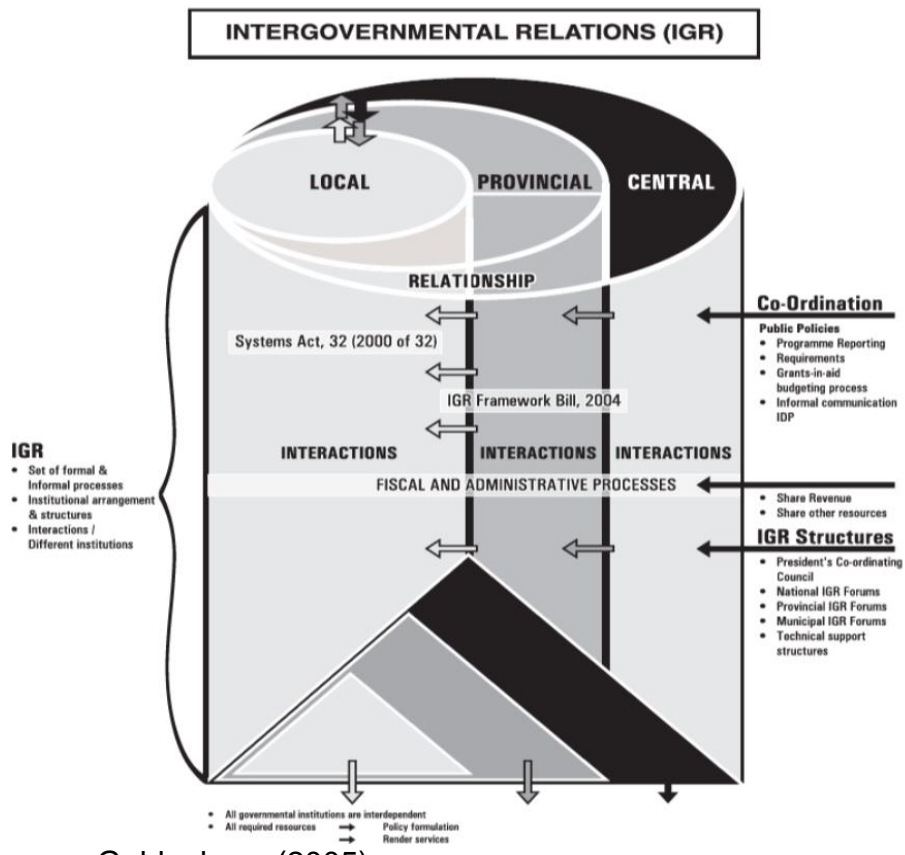 INTERGOVERNMENTAL RELATIONS (IGR)
LOCAL
PROVINCIAL
CENTRAL
RELATIONSHIP
Systems Act, 32 (2000 of 32)
IGR Framework Bill, 2004
INTERACTIONS
INTERACTIONS
INTERACTIONS
FISCAL AND ADMINISTRATIVE PROCESSES
IGR
• Set of formal &
Informal processes
• Institutional arrangement
& structures
• Interactions /
Different institutions
Co-Ordination
Public Policies
• Programme Reporting
• Requirements
• Grants-in-aid
budgeting process
• Informal communication
IDP
• Share Revenue
• Share other resources
IGR Structures
• President's Co-ordinating
Council
• National IGR Forums
• Provincial IGR Forums
• Municipal IGR Forums
• Technical support
structures
• All governmental institutions are interdependent
• All required resources → Policy formulation
→ Render services
(2005)